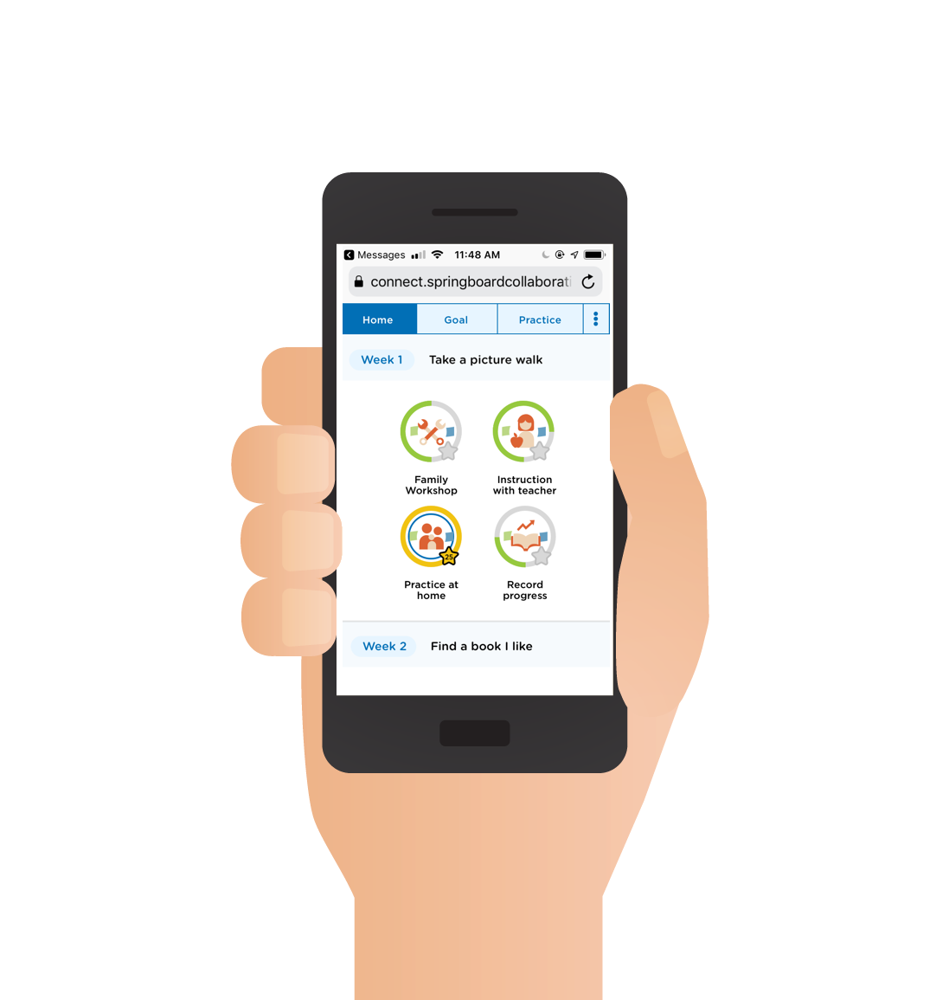 Messages 11:48 AM
connect.springboardcollaborati
Home Goal Practice
Week 1 Take a picture walk
Family
Workshop
Instruction
with teacher
25
Practice at
home
Record
progress
Week 2 Find a book I like